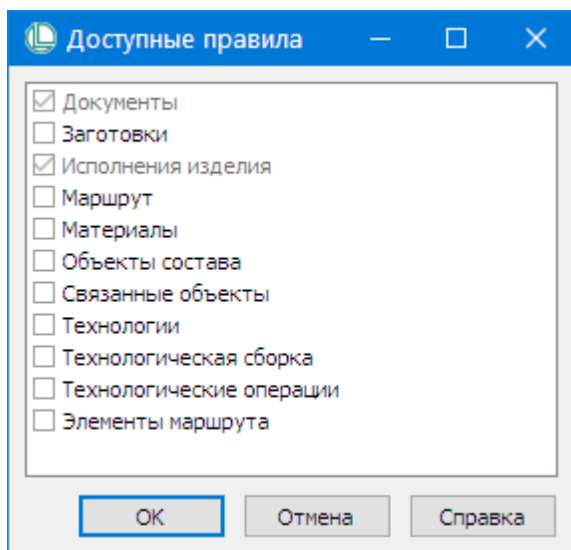 Доступные правила
Документы
Заготовки
Исполнения изделия
Маршрут
Материалы
Объекты состава
Связанные объекты
Технологии
Технологическая сборка
Технологические операции
Элементы маршрута
ОК Отмена Справка